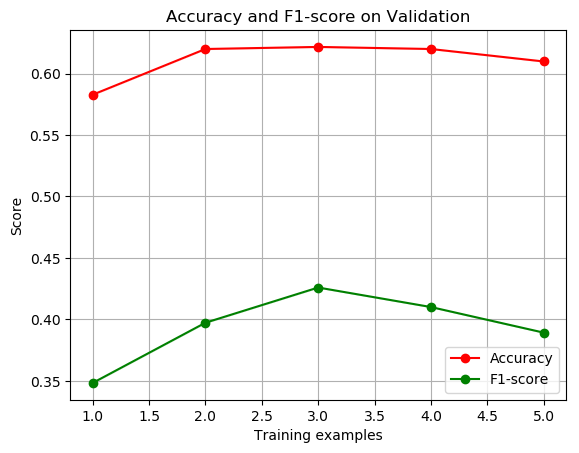 Accuracy and F1-score on Validation
Score
0.60
0.55
0.50
0.45
0.40
0.35
Accuracy
F1-score
1.0 1.5 2.0 2.5 3.0 3.5 4.0 4.5 5.0
Training examples